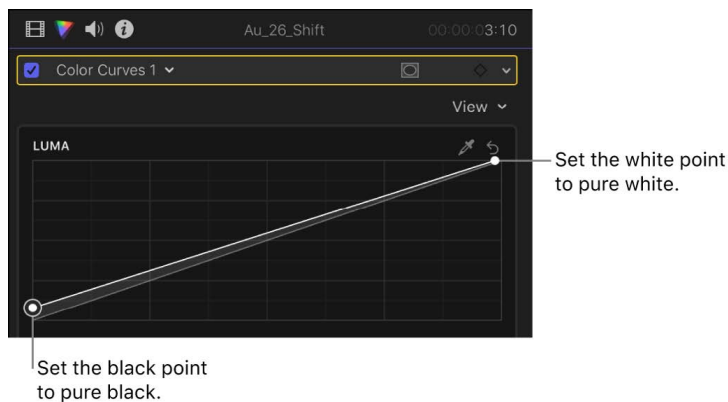 Au_26_Shift 00:00:03:10
Color Curves 1
View
LUMA
Set the white point
to pure white.
Set the black point
to pure black.